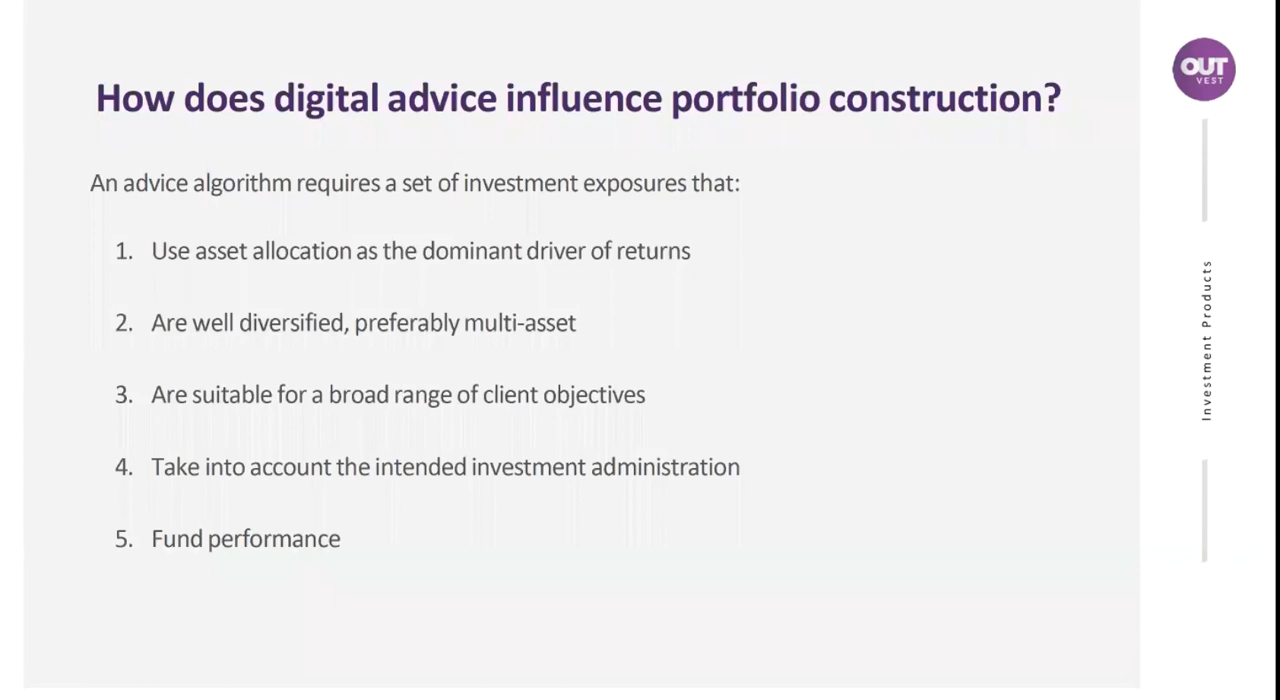 How does digital advice influence portfolio construction?
An advice algorithm requires a set of investment exposures that:
1. Use asset allocation as the dominant driver of returns
2. Are well diversified, preferably multi-asset
3. Are suitable for a broad range of client objectives
4. Take into account the intended investment administration
5. Fund performance
OUT
VEST
Investment Products